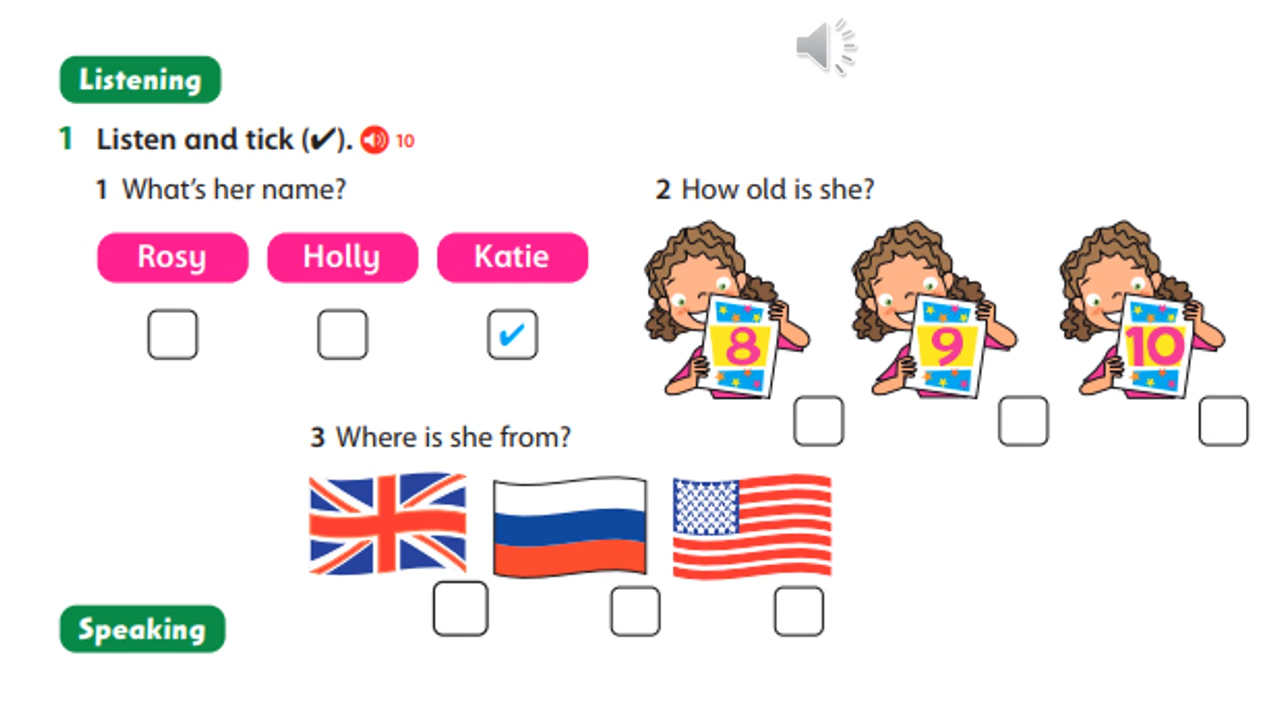 Listening
1 Listen and tick (✔). 10
1 What's her name?
Rosy Holly Katie
✔
2 How old is she?
8 9 10
3 Where is she from?
Speaking